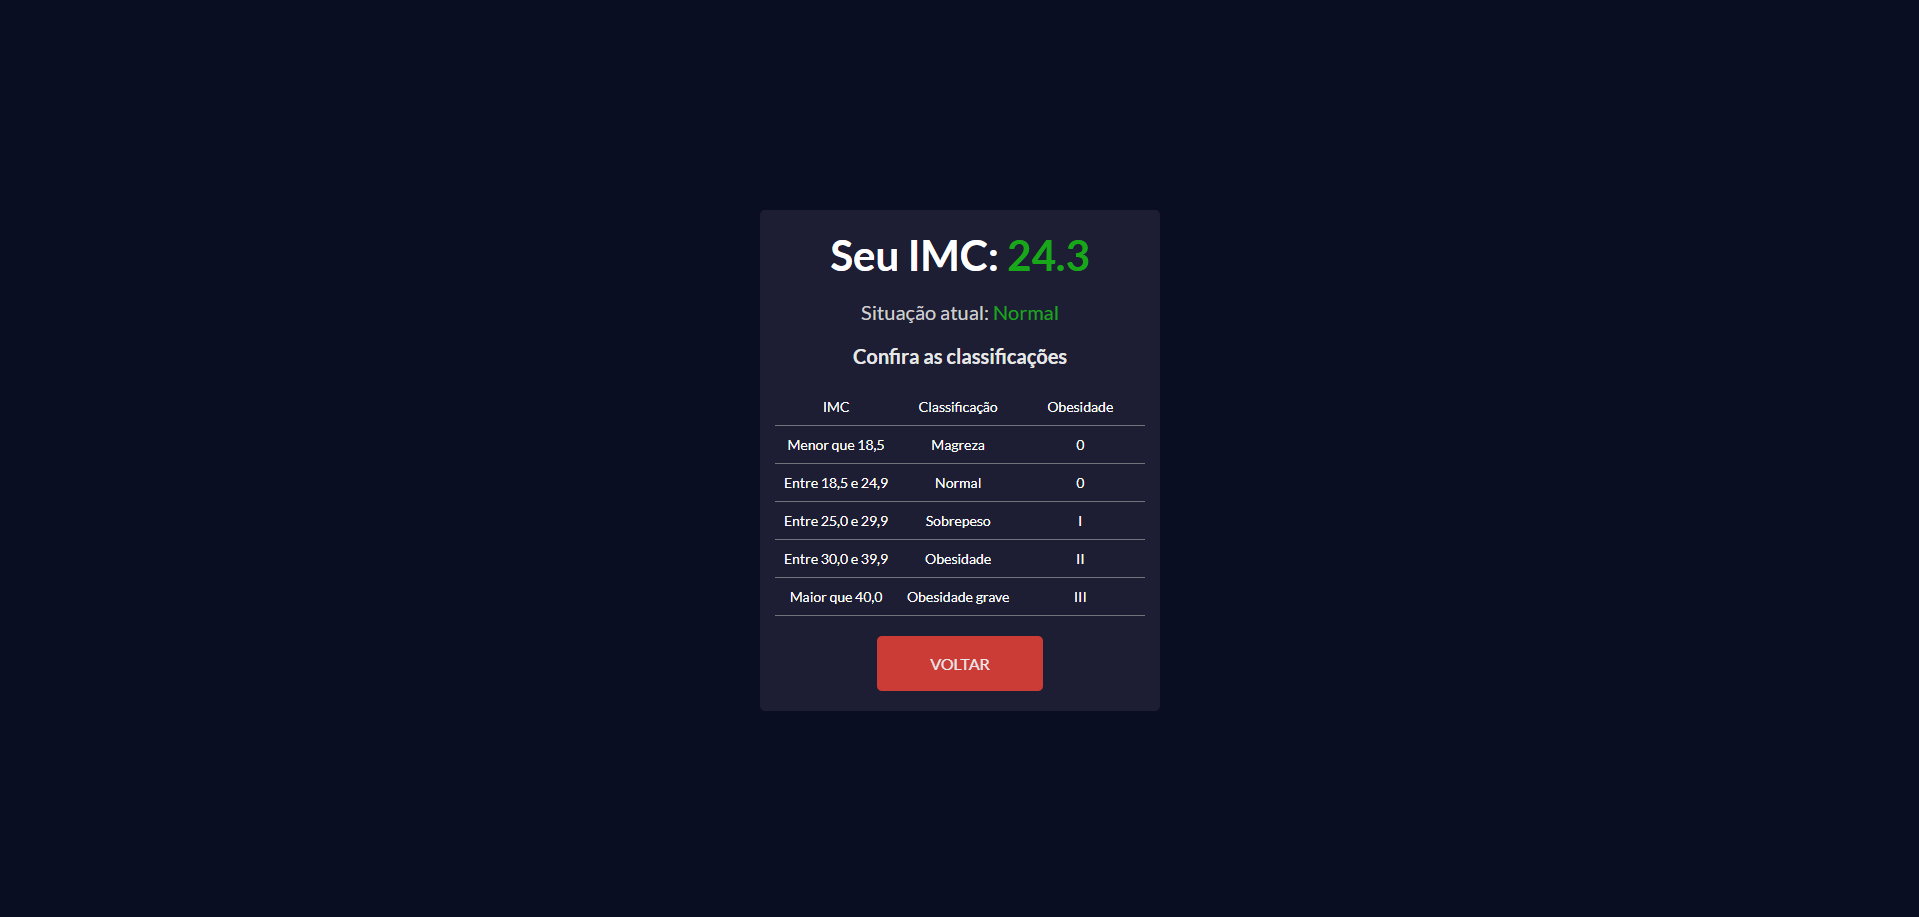 Seu IMC: 24.3
Situação atual: Normal
Confira as classificações
IMC Classificação Obesidade
Menor que 18,5 Magreza 0
Entre 18,5 e 24,9 Normal 0
Entre 25,0 e 29,9 Sobrepeso I
Entre 30,0 e 39,9 Obesidade II
Maior que 40,0 Obesidade grave III
VOLTAR